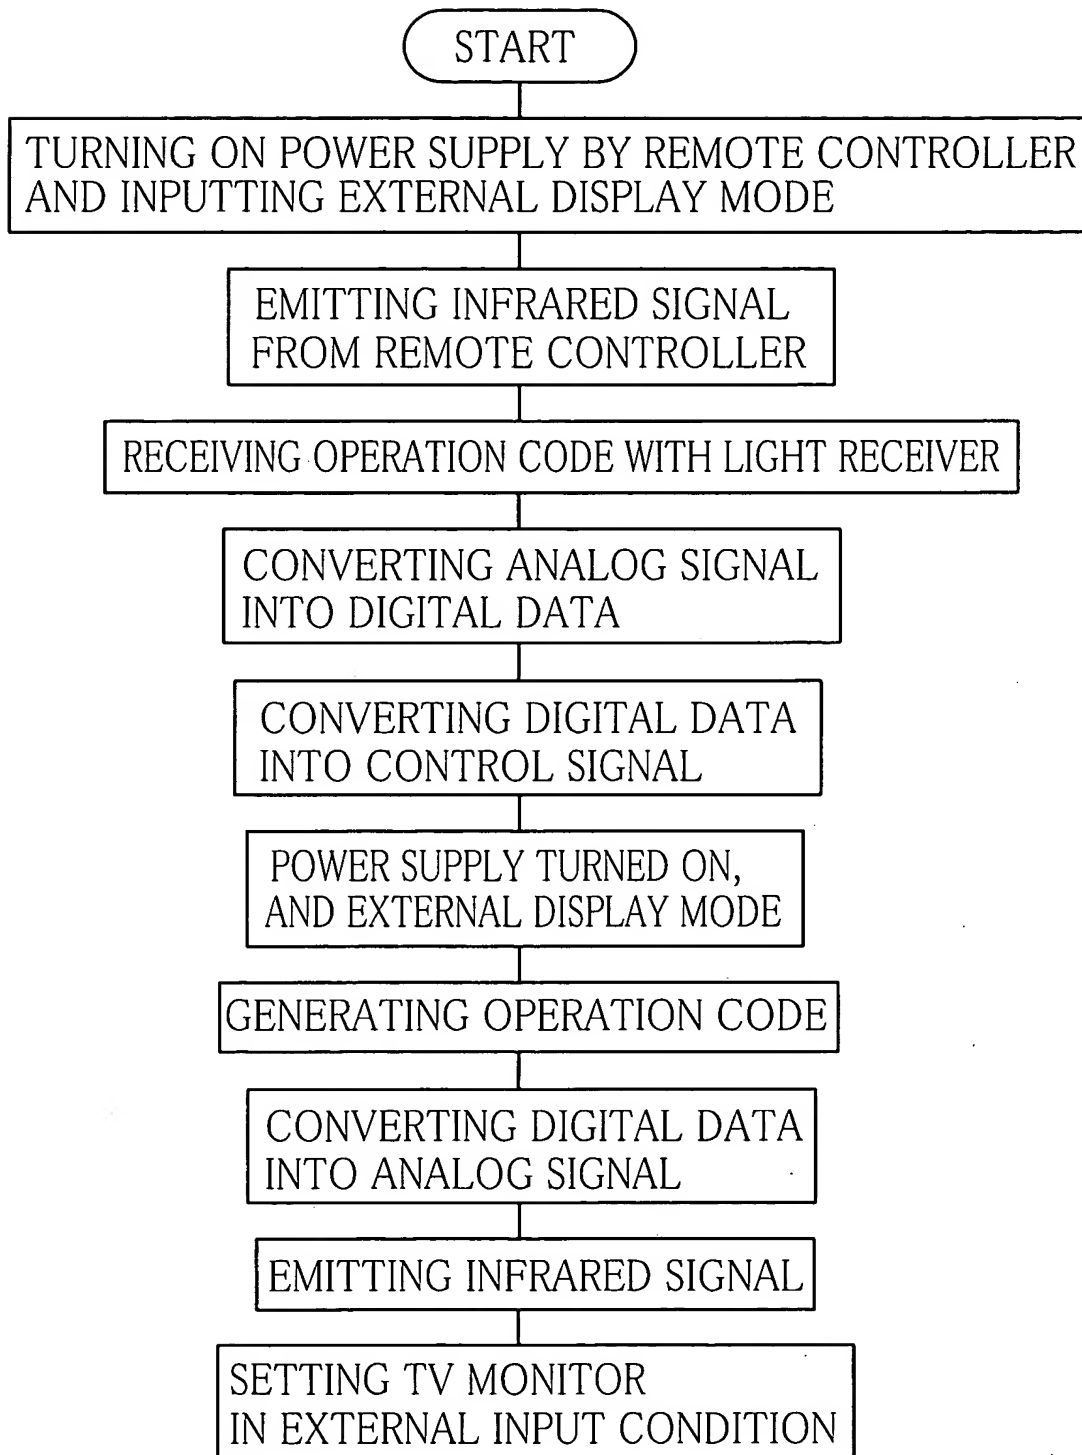 START
TURNING ON POWER SUPPLY BY REMOTE CONTROLLER
AND INPUTTING EXTERNAL DISPLAY MODE
EMITTING INFRARED SIGNAL
FROM REMOTE CONTROLLER
RECEIVING OPERATION CODE WITH LIGHT RECEIVER
CONVERTING ANALOG SIGNAL
INTO DIGITAL DATA
CONVERTING DIGITAL DATA
INTO CONTROL SIGNAL
POWER SUPPLY TURNED ON,
AND EXTERNAL DISPLAY MODE
GENERATING OPERATION CODE
CONVERTING DIGITAL DATA
INTO ANALOG SIGNAL
EMITTING INFRARED SIGNAL
SETTING TV MONITOR
IN EXTERNAL INPUT CONDITION